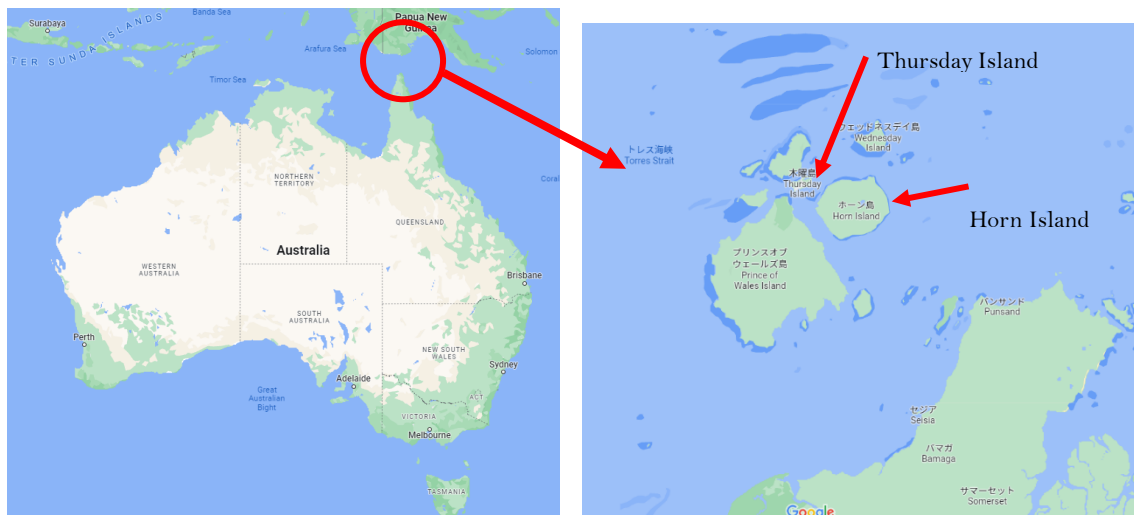 Surabaya
Banda Sea
Papua New
Guinea
TER SUNDA ISLANDS
Arafura Sea
Solomon
Timor Sea
Coral
NORTHERN
TERRITORY
QUEENSLAND
Australia
WESTERN
AUSTRALIA
Brisbane
SOUTH
AUSTRALIA
Perth
NEW SOUTH
WALES
Sydney
Adelaide
Great
Australian
Bight
ACT
VICTORIA
Melbourne
TASMANIA
Thursday Island
ウェッドネスデイ島
Wednesday
Island
トレス海峡
Torres Strait
木曜島
Thursday
Island
ホーン島
Horn Island
Horn Island
プリンスオブ
ウェールズ島
Prince of
Wales Island
パンサンド
Punsand
セジア
Seisia
バマガ
Bamaga
サマーセット
Somerset
Google